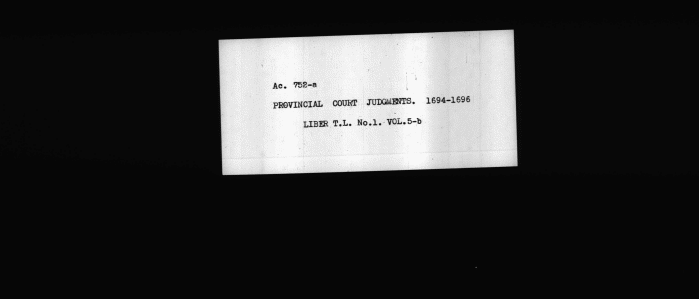 Ac. 752-a
PROVINCIAL COURT JUDGMENTS. 1694-1696
LIBER T.L. No.1. VOL.5-b